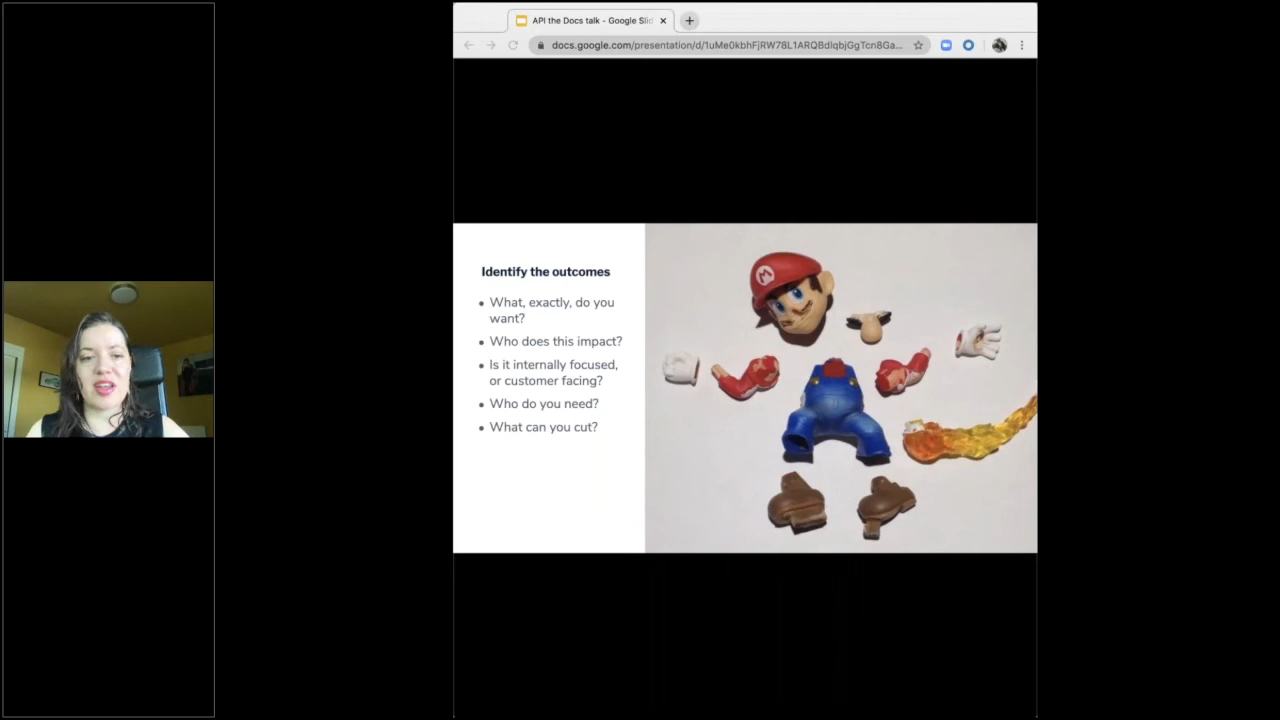 API the Docs talk - Google Slid
docs.google.com/presentation/d/1uMe0kbhFjRW78L1ARQBdlqbjGgTcn8Ga...
Identify the outcomes
• What, exactly, do you
want?
• Who does this impact?
• Is it internally focused,
or customer facing?
• Who do you need?
• What can you cut?
M